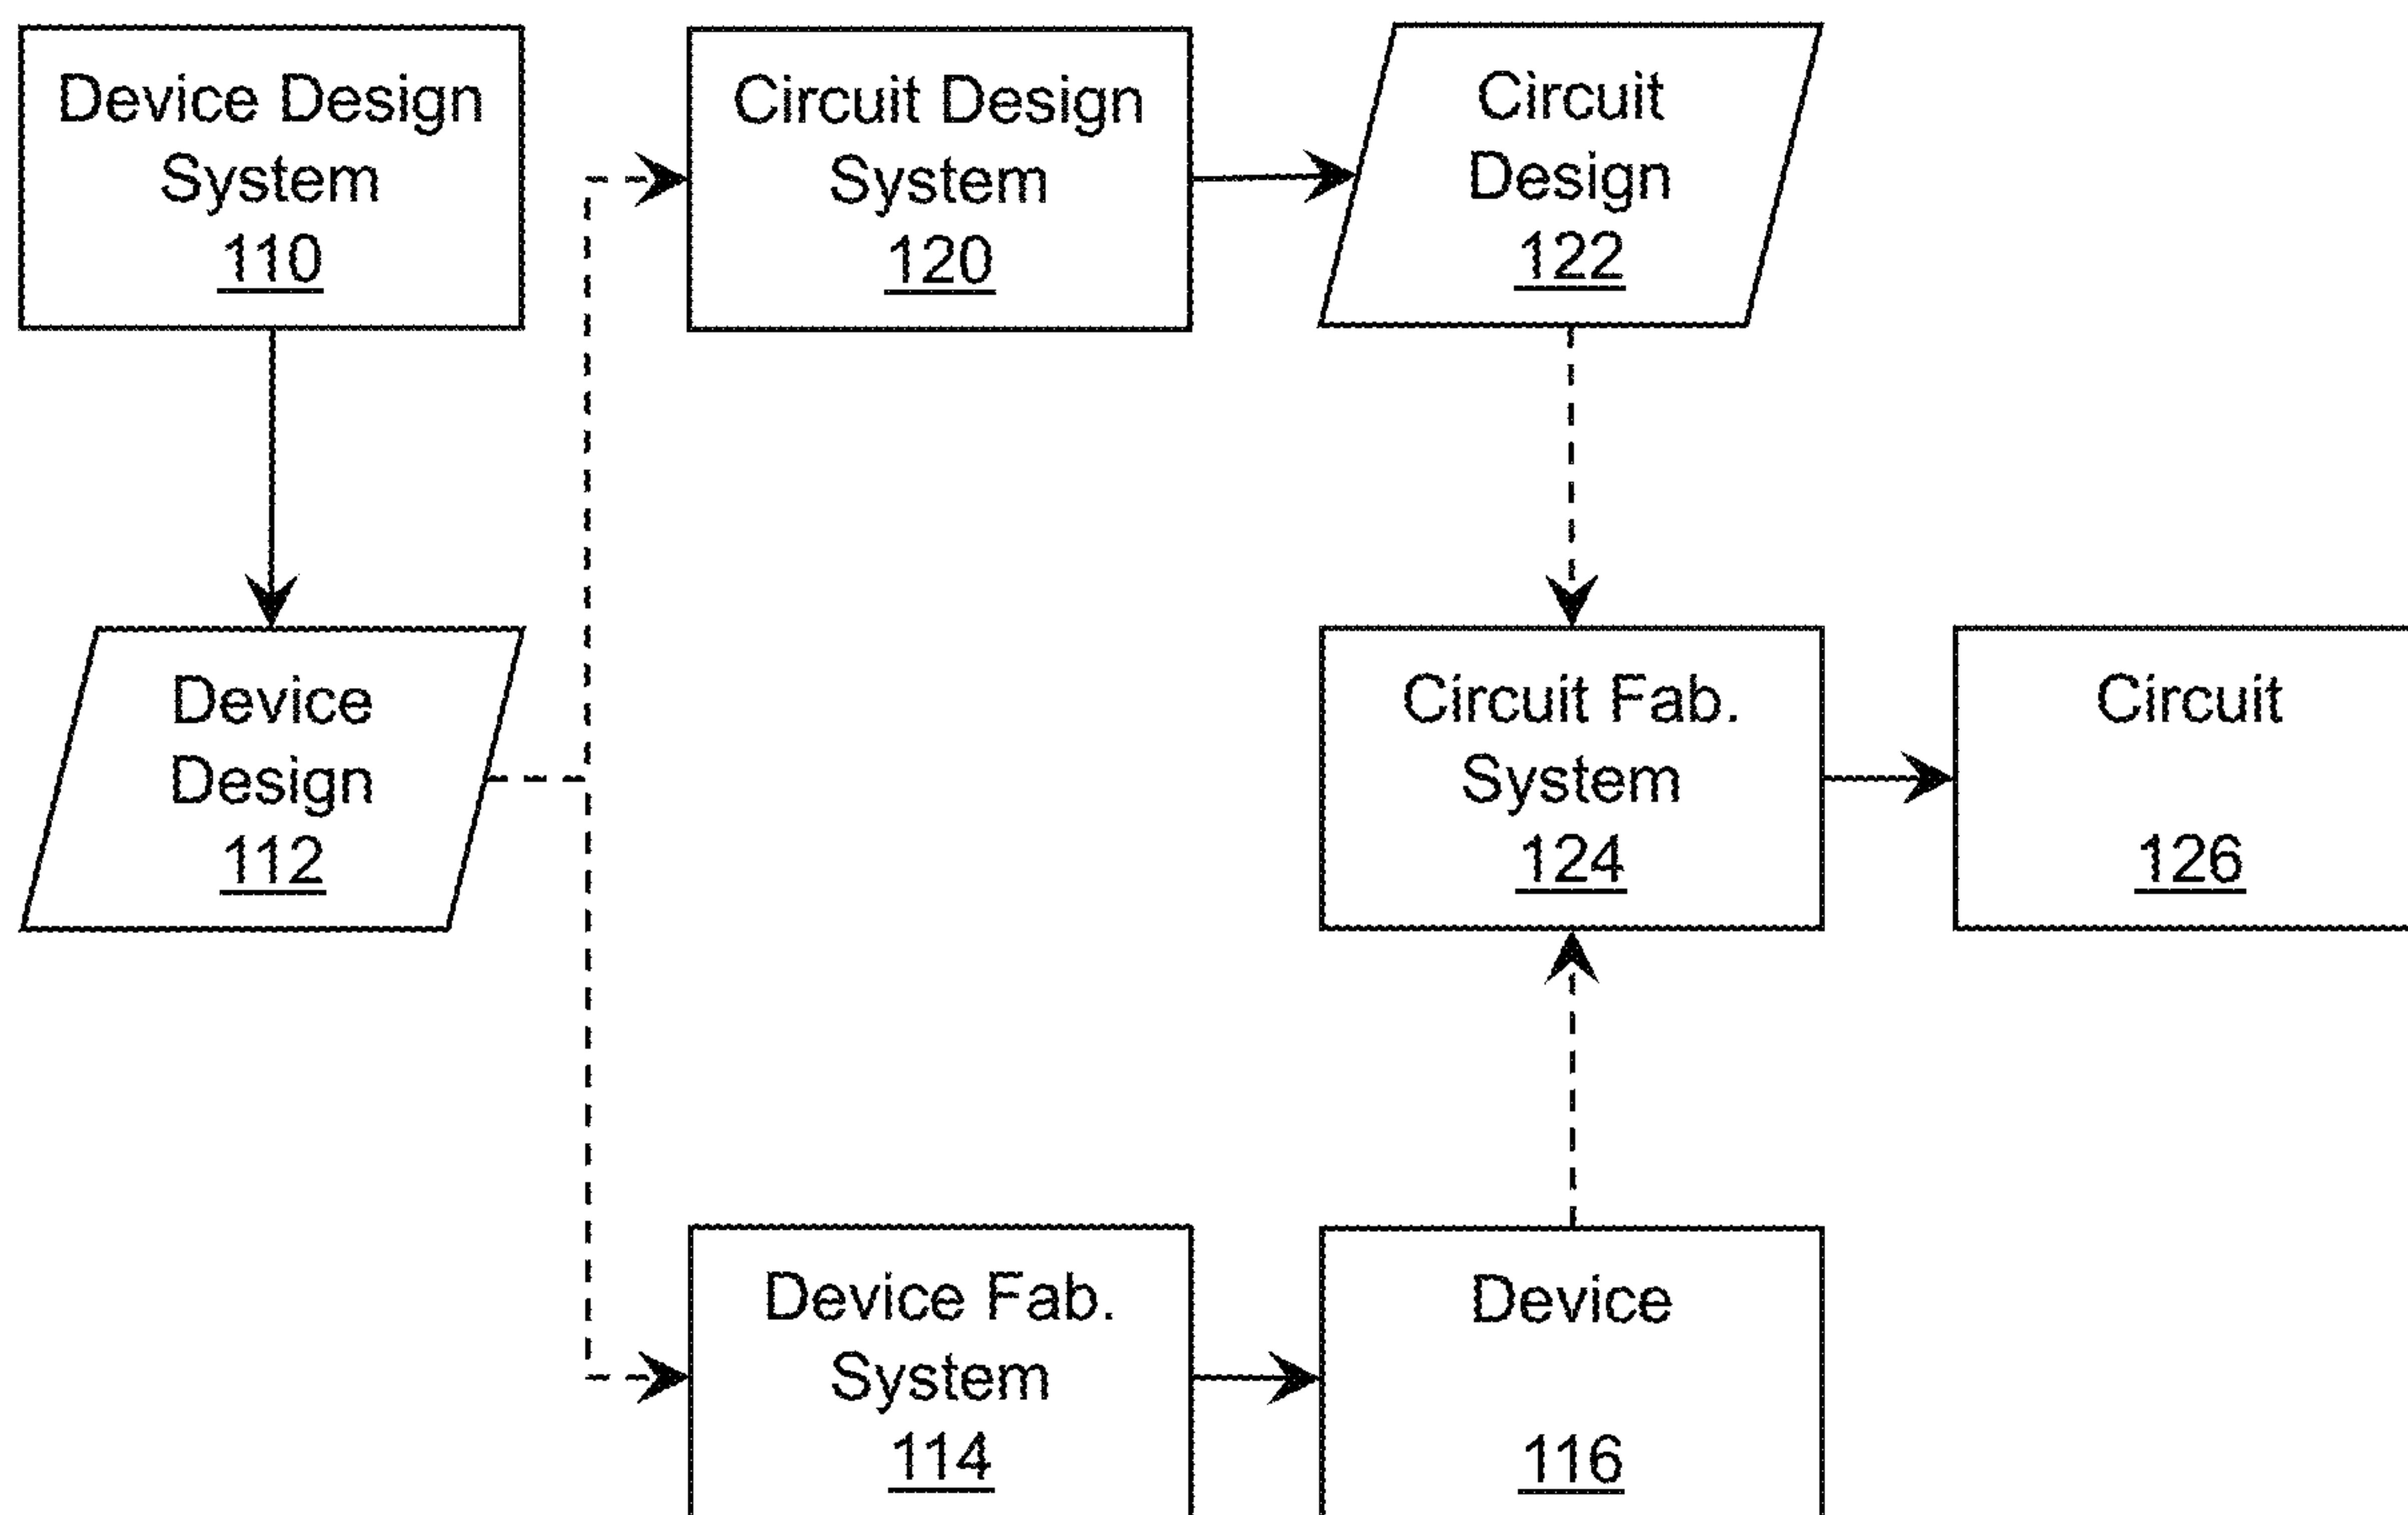 Device Design
System
110
Circuit Design
System
120
Circuit
Design
122
Device
Design
112
Circuit Fab.
System
124
Circuit
126
Device Fab.
System
114
Device
116